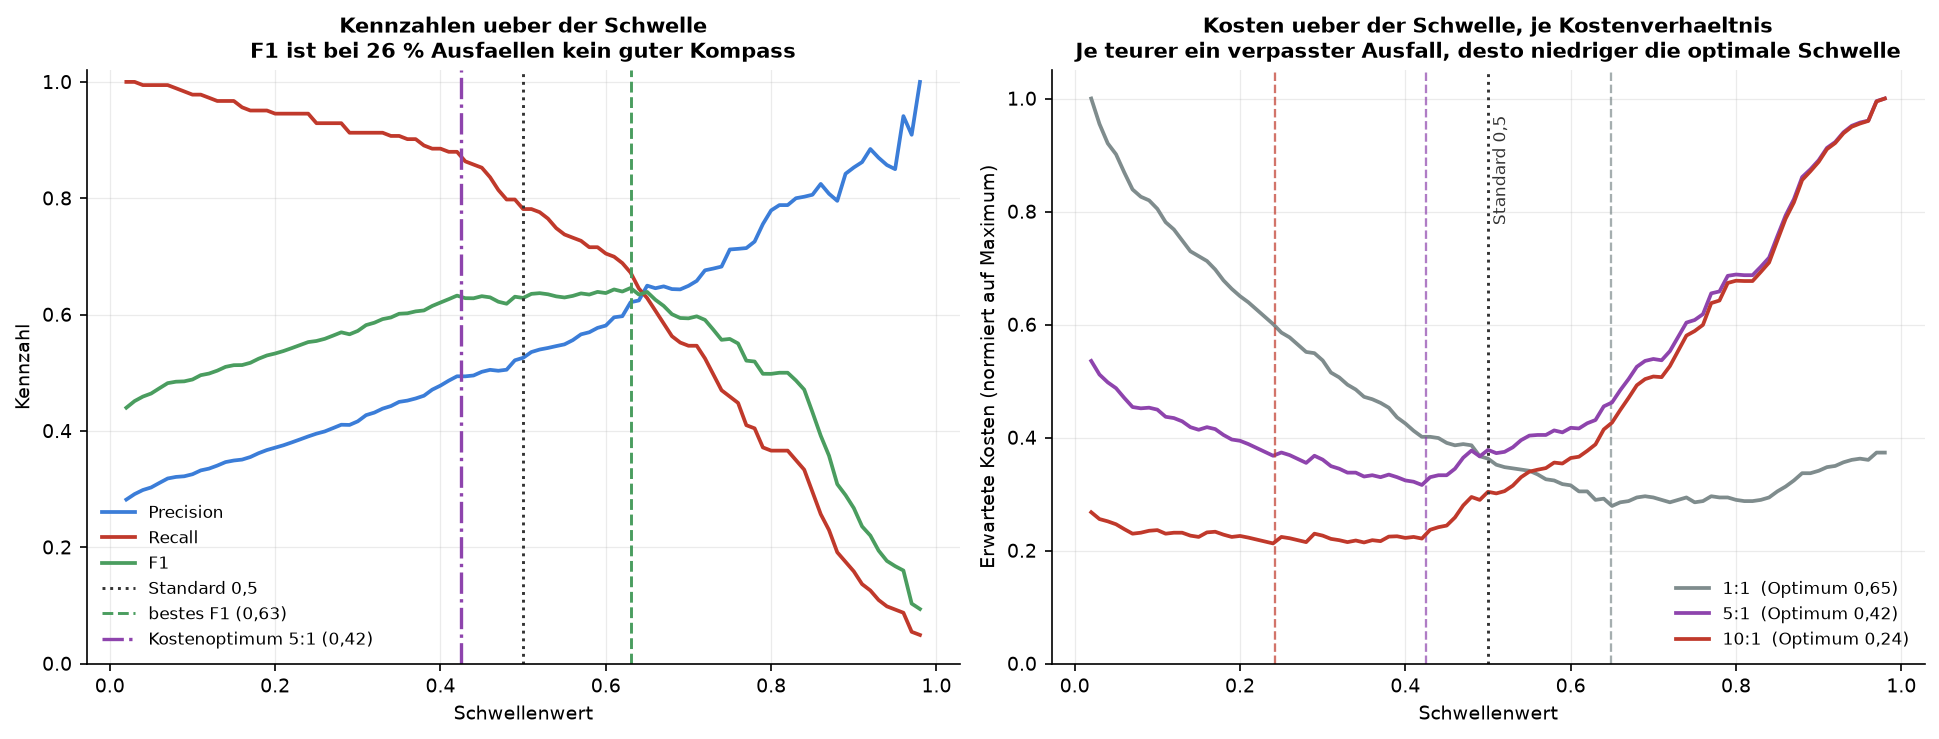 Kennzahlen ueber der Schwelle
F1 ist bei 26 % Ausfaellen kein guter Kompass
Kennzahl
1.0
0.8
0.6
0.4
0.2
0.0
Precision
Recall
F1
Standard 0,5
bestes F1 (0,63)
Kostenoptimum 5:1 (0,42)
0.0 0.2 0.4 0.6 0.8 1.0
Schwellenwert
Kosten ueber der Schwelle, je Kostenverhaeltnis
Je teurer ein verpasster Ausfall, desto niedriger die optimale Schwelle
Erwartete Kosten (normiert auf Maximum)
1.0
0.8
0.6
0.4
0.2
0.0
Standard 0,5
1:1 (Optimum 0,65)
5:1 (Optimum 0,42)
10:1 (Optimum 0,24)
0.0 0.2 0.4 0.6 0.8 1.0
Schwellenwert